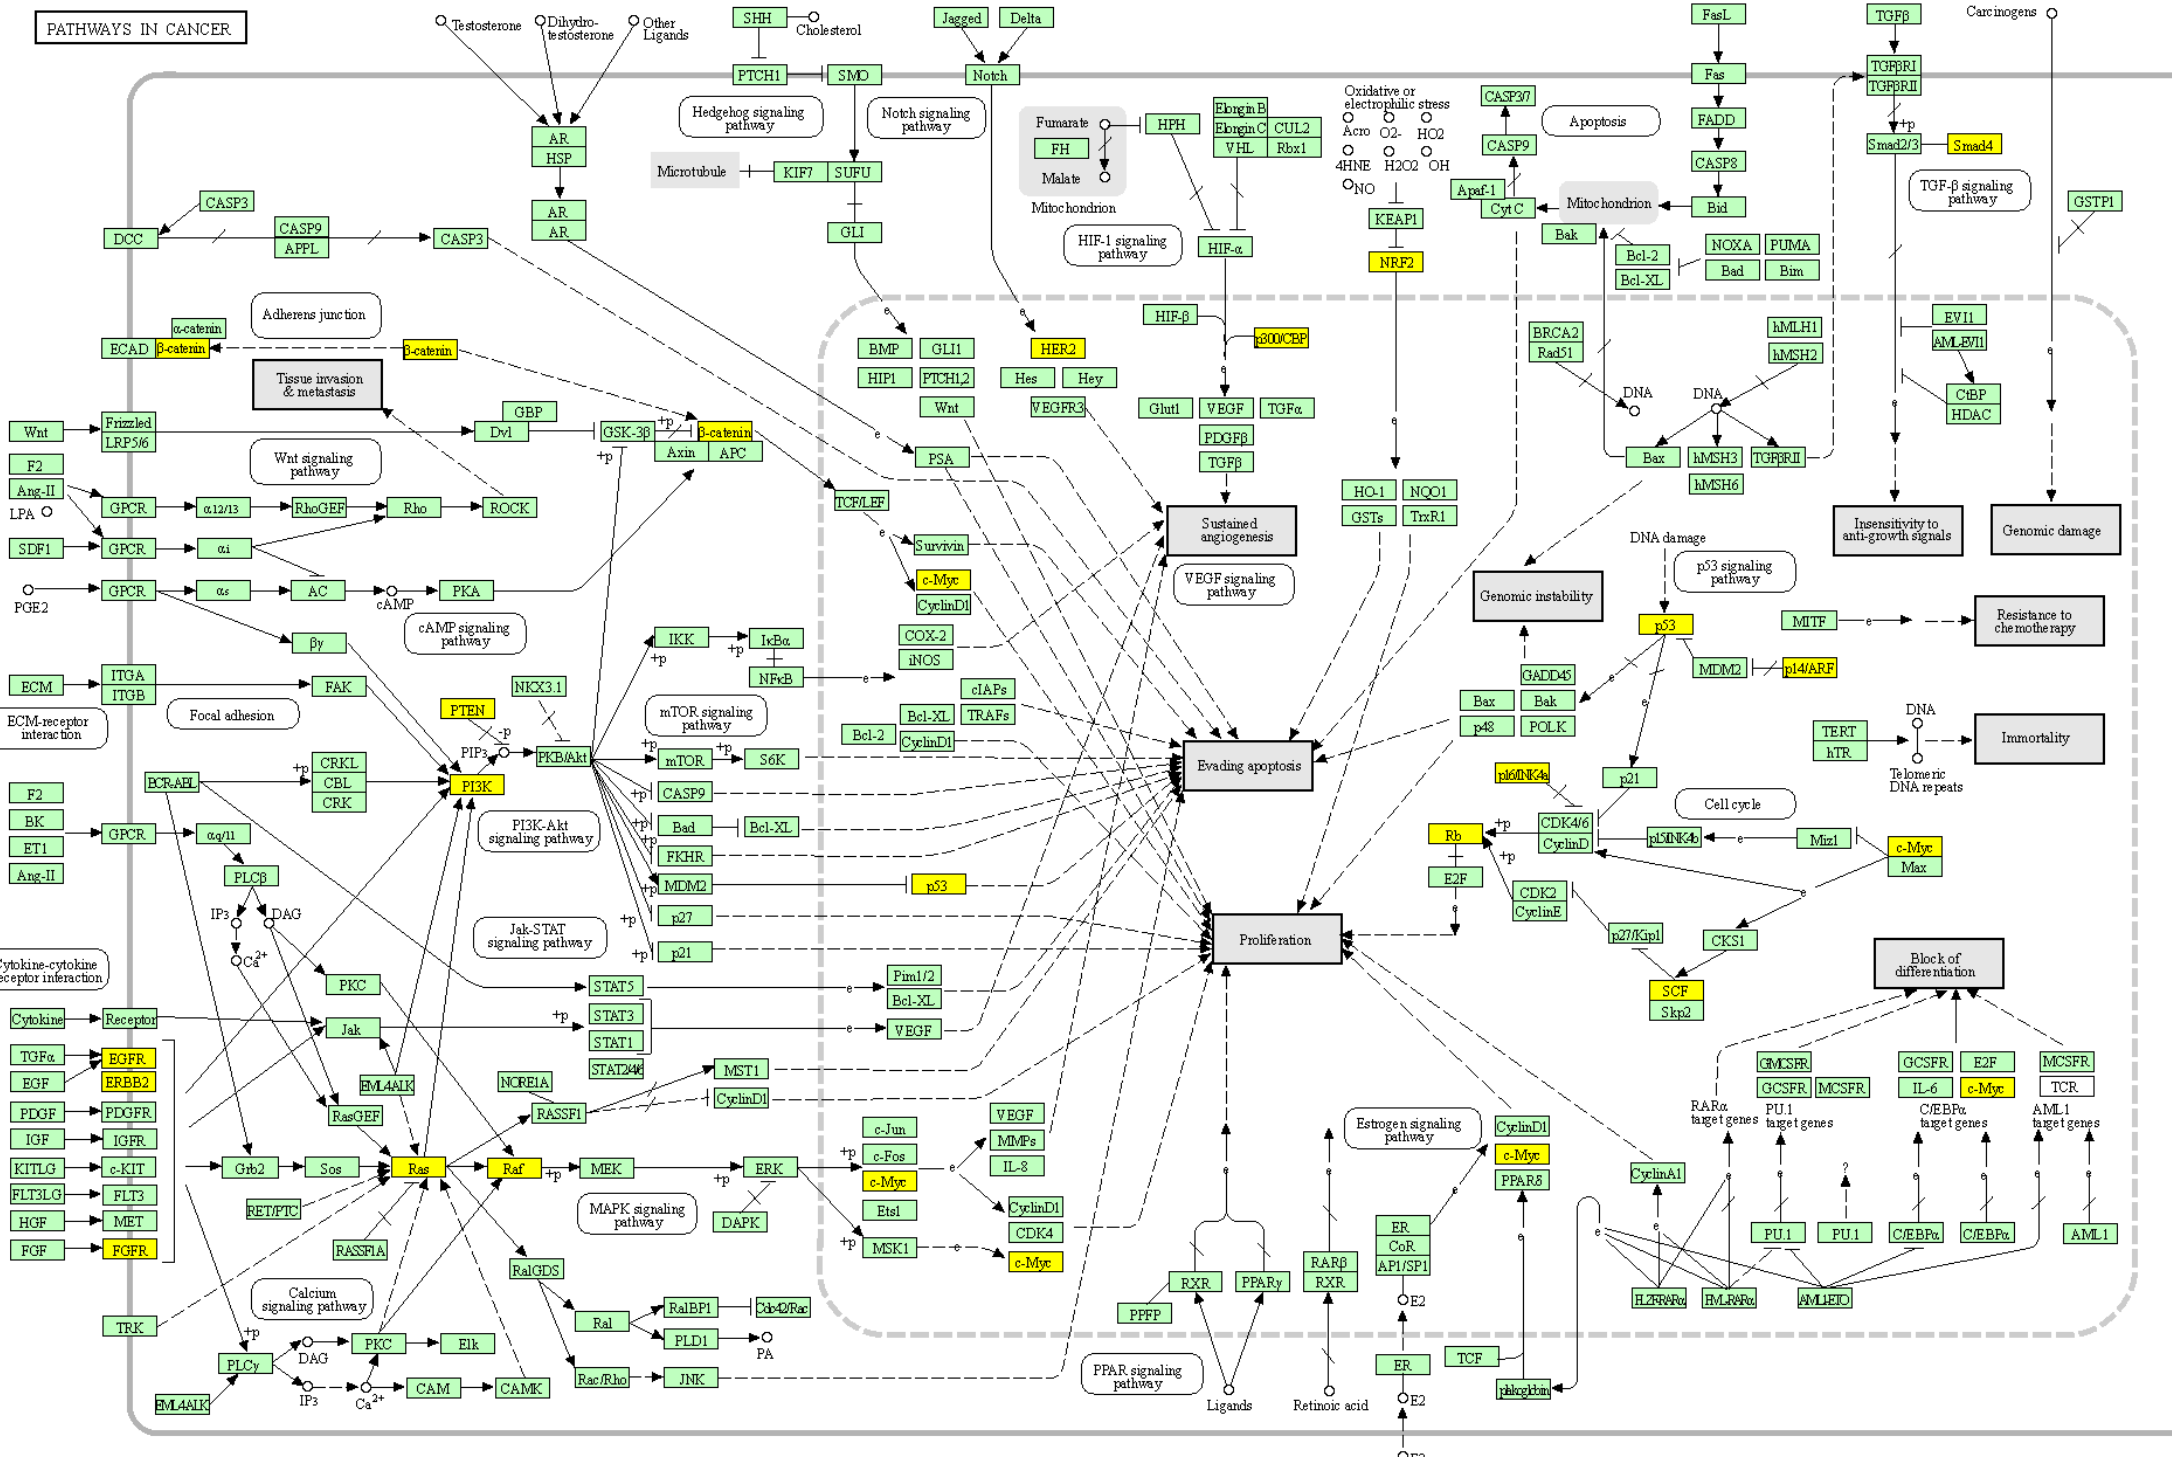 PATHWAYS IN CANCER
Testosterone
Dihydro-
testosterone
Other
Ligands
SHH
Cholesterol
Jagged
Delta
FasL
TGFβ
Carcinogens
PTCH1
SMO
Notch
Fas
TGFβRI
TGFβRII
Hedgehog signaling
pathway
Notch signaling
pathway
Fumarate
FH
Malate
Mitochondrion
HPH
Elongin B
Elongin C
CUL2
VHL
Rbx1
Oxidative or
electrophilic stress
Acro
O2-
HO2
4HNE
H2O2
OH
NO
CASP3/7
CASP9
Apoptosis
FADD
CASP8
+p
Smad2/3
Smad4
AR
HSP
Microtubule
KIF7
SUFU
Apaf-1
Cyt C
Mitochondrion
Bid
TGF-β signaling
pathway
GSTP1
CASP3
AR
AR
GLI
HIF-1 signaling
pathway
HIF-α
KEAP1
NRF2
Bak
Bcl-2
Bcl-XL
NOXA
PUMA
Bad
Bim
DCC
CASP9
APPL
CASP3
Adherens junction
α-catenin
ECAD
β-catenin
β-catenin
Tissue invasion
& metastasis
e
BMP
GLI1
HIP1
PTCH1,2
Wnt
e
HER2
Hes
Hey
VEGFR3
HIF-β
p300/CBP
e
Glut1
VEGF
TGFα
PDGFβ
TGFβ
e
BRCA2
Rad51
DNA
hMLH1
hMSH2
DNA
EVI1
AML-EVI1
CtBP
HDAC
e
e
Wnt
Frizzled
LRP5/6
GBP
Dvl
GSK-3β
+p
β-catenin
Axin
APC
+p
e
PSA
Bax
hMSH3
TGFβRII
hMSH6
Wnt signaling
pathway
F2
Ang-II
LPA
GPCR
α12/13
RhoGEF
Rho
ROCK
TCF/LEF
e
Survivin
c-Myc
CyclinD1
Sustained
angiogenesis
VEGF signaling
pathway
HO-1
NQO1
GSTs
TrxR1
Insensitivity to
anti-growth signals
Genomic damage
SDF1
GPCR
αi
PGE2
GPCR
αs
AC
cAMP
PKA
cAMP signaling
pathway
DNA damage
p53 signaling
pathway
Genomic instability
p53
MITF
e
Resistance to
chemotherapy
βγ
IKK
+p
+p
IκBα
NFκB
e
COX-2
iNOS
MDM2
p14/ARF
GADD45
e
e
ECM
ITGA
ITGB
FAK
ECM-receptor
interaction
Focal adhesion
NKX3.1
PTEN
-p
PIP3
PKB/Akt
mTOR signaling
pathway
+p
mTOR
+p
S6K
cIAPs
Bcl-XL
TRAFs
Bcl-2
CyclinD1
Bax
Bak
p48
POLK
TERT
hTR
DNA
Telomeric
DNA repeats
Immortality
Evading apoptosis
BCR-ABL
+p
CRKL
CBL
CRK
PI3K
PI3K-Akt
signaling pathway
+p
CASP9
+p
Bad
Bcl-XL
+p
FKHR
+p
MDM2
p53
+p
p27
+p
p21
p16/INK4a
p21
Cell cycle
Rb
+p
CDK4/6
CyclinD
p15/INK4b
e
Miz1
c-Myc
Max
F2
BK
ET1
Ang-II
GPCR
αq/11
PLCβ
IP3
DAG
Ca2+
PKC
Jak-STAT
signaling pathway
E2F
e
+p
CDK2
CyclinE
e
p27/Kip1
CKS1
SCF
Skp2
Proliferation
Block of
differentiation
Cytokine-cytokine
receptor interaction
Cytokine
Receptor
Jak
STAT5
e
Pim1/2
Bcl-XL
+p
STAT3
STAT1
STAT2/4/6
e
VEGF
TGFα
EGFR
EGF
ERBB2
PDGF
PDGFR
IGF
IGFR
KITLG
c-KIT
FLT3LG
FLT3
HGF
MET
FGF
FGFR
EML4ALK
RasGEF
NORE1A
RASSF1
MST1
CyclinD1
Grb2
Sos
Ras
Raf
+p
MEK
+p
ERK
+p
+p
RET/PTC
RASSF1A
MAPK signaling
pathway
DAPK
c-Jun
c-Fos
c-Myc
Ets1
MSK1
e
e
VEGF
MMPs
IL-8
CyclinD1
CDK4
c-Myc
Estrogen signaling
pathway
CyclinD1
c-Myc
PPARδ
CyclinA1
GMCSFR
GCSFR
MCSFR
GCSFR
E2F
IL-6
c-Myc
MCSFR
TCR
RARα
target genes
PU.1
target genes
C/EBPα
target genes
AML1
target genes
e
e
e
e
e
?
e
e
e
e
e
e
ER
CoR
AP1/SP1
E2
PU.1
PU.1
C/EBPα
C/EBPα
AML1
RXR
PPARγ
PPFP
RARβ
RXR
PLZF-RARα
PML-RARα
AML1-ETO
TRK
Calcium
signaling pathway
RalGDS
Ral
RalBP1
Cdc42/Rac
PLD1
PA
+p
PLCγ
DAG
IP3
PKC
Elk
Ca2+
CAM
CAMK
Rac/Rho
JNK
EML4ALK
PPAR signaling
pathway
Ligands
Retinoic acid
ER
E2
E2
TCF
plakoglobin